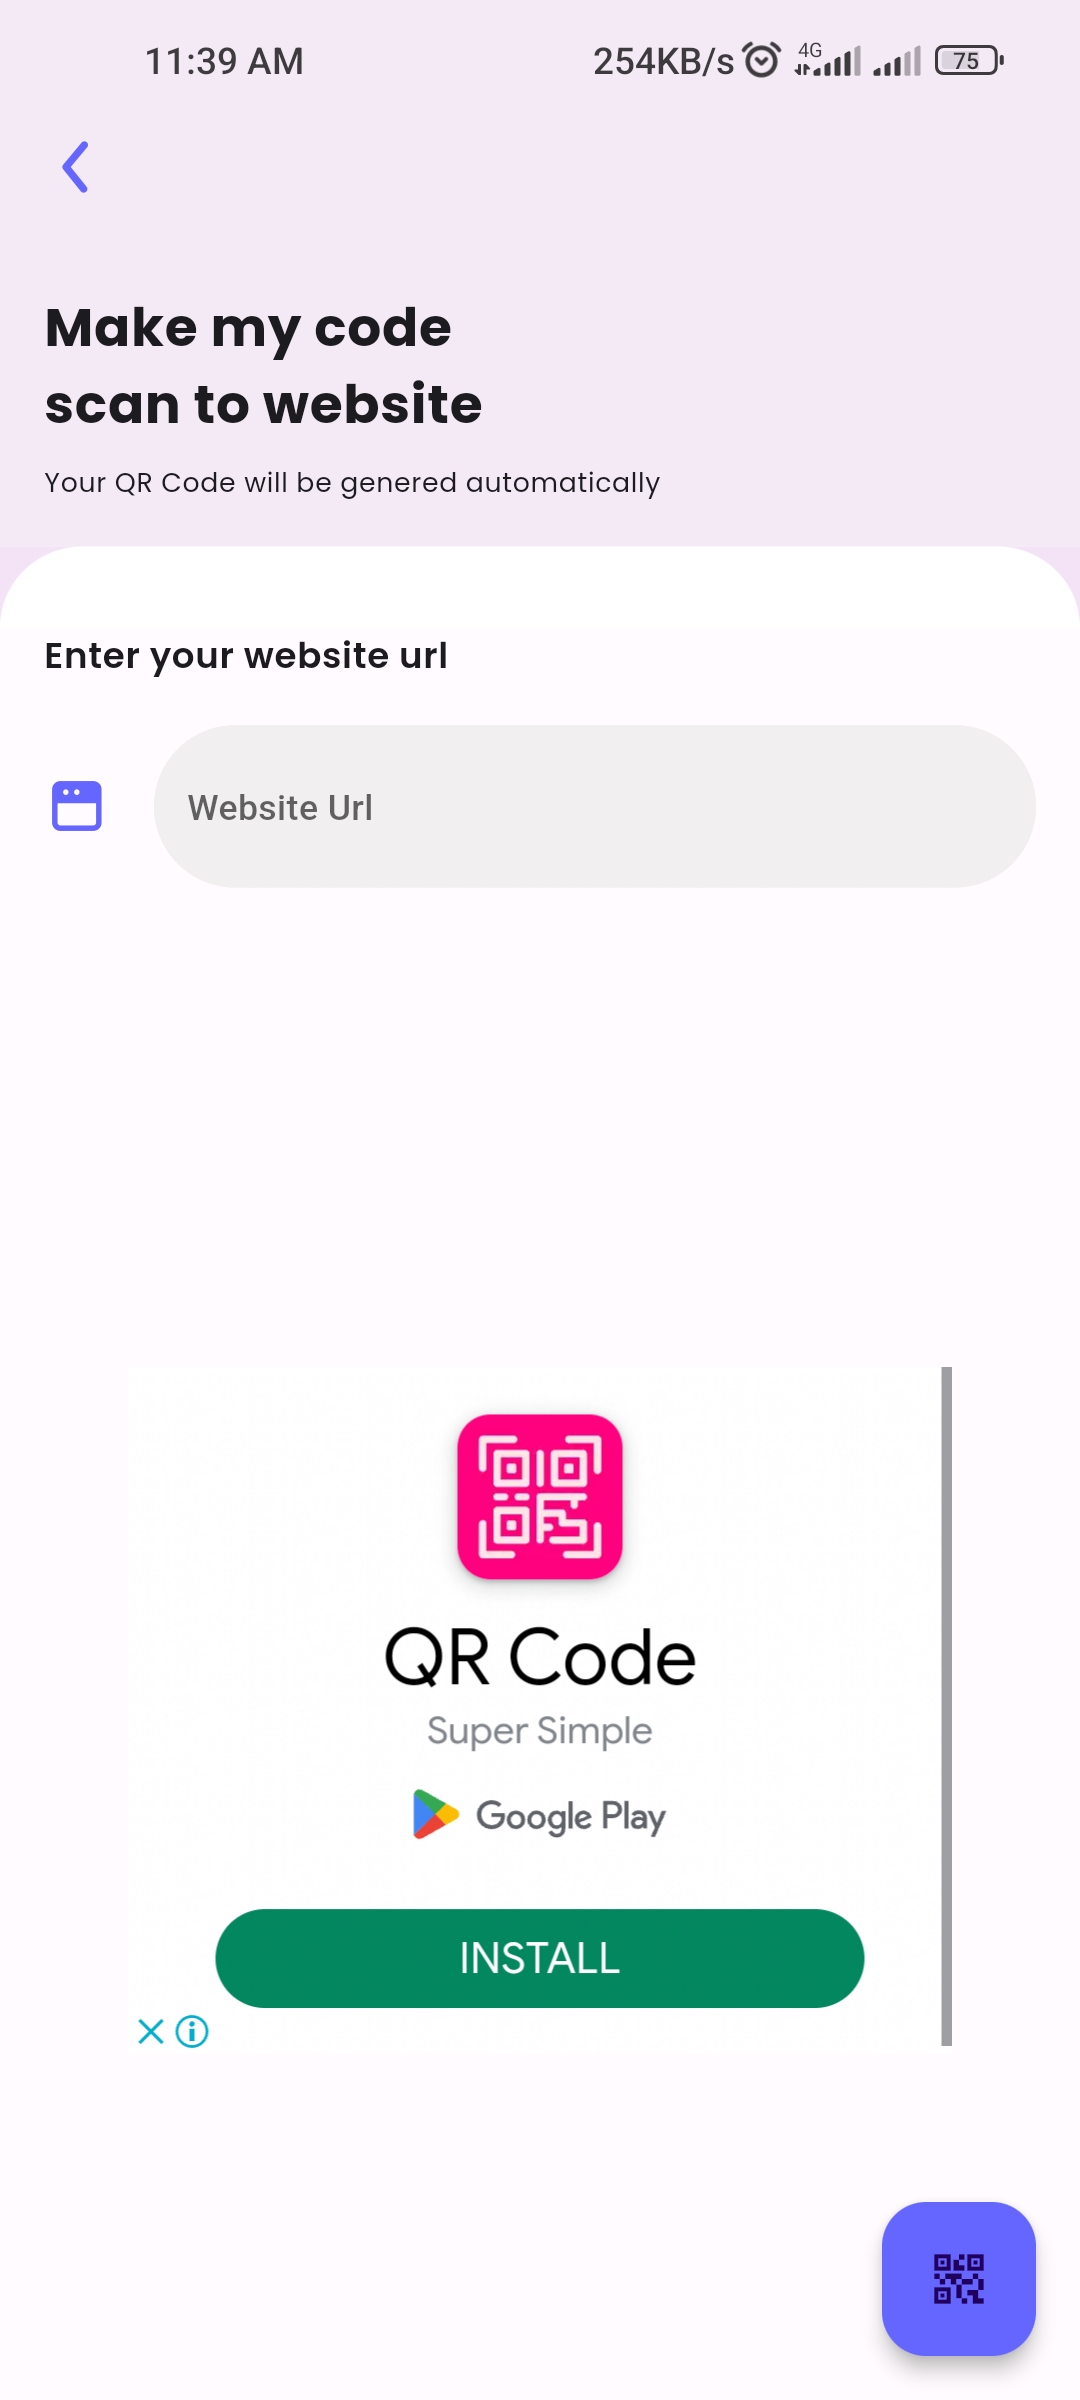 11:39 AM 254KB/s 4G 75
Make my code
scan to website
Your QR Code will be genered automatically
Enter your website url
Website Url
QR Code
Super Simple
Google Play
INSTALL